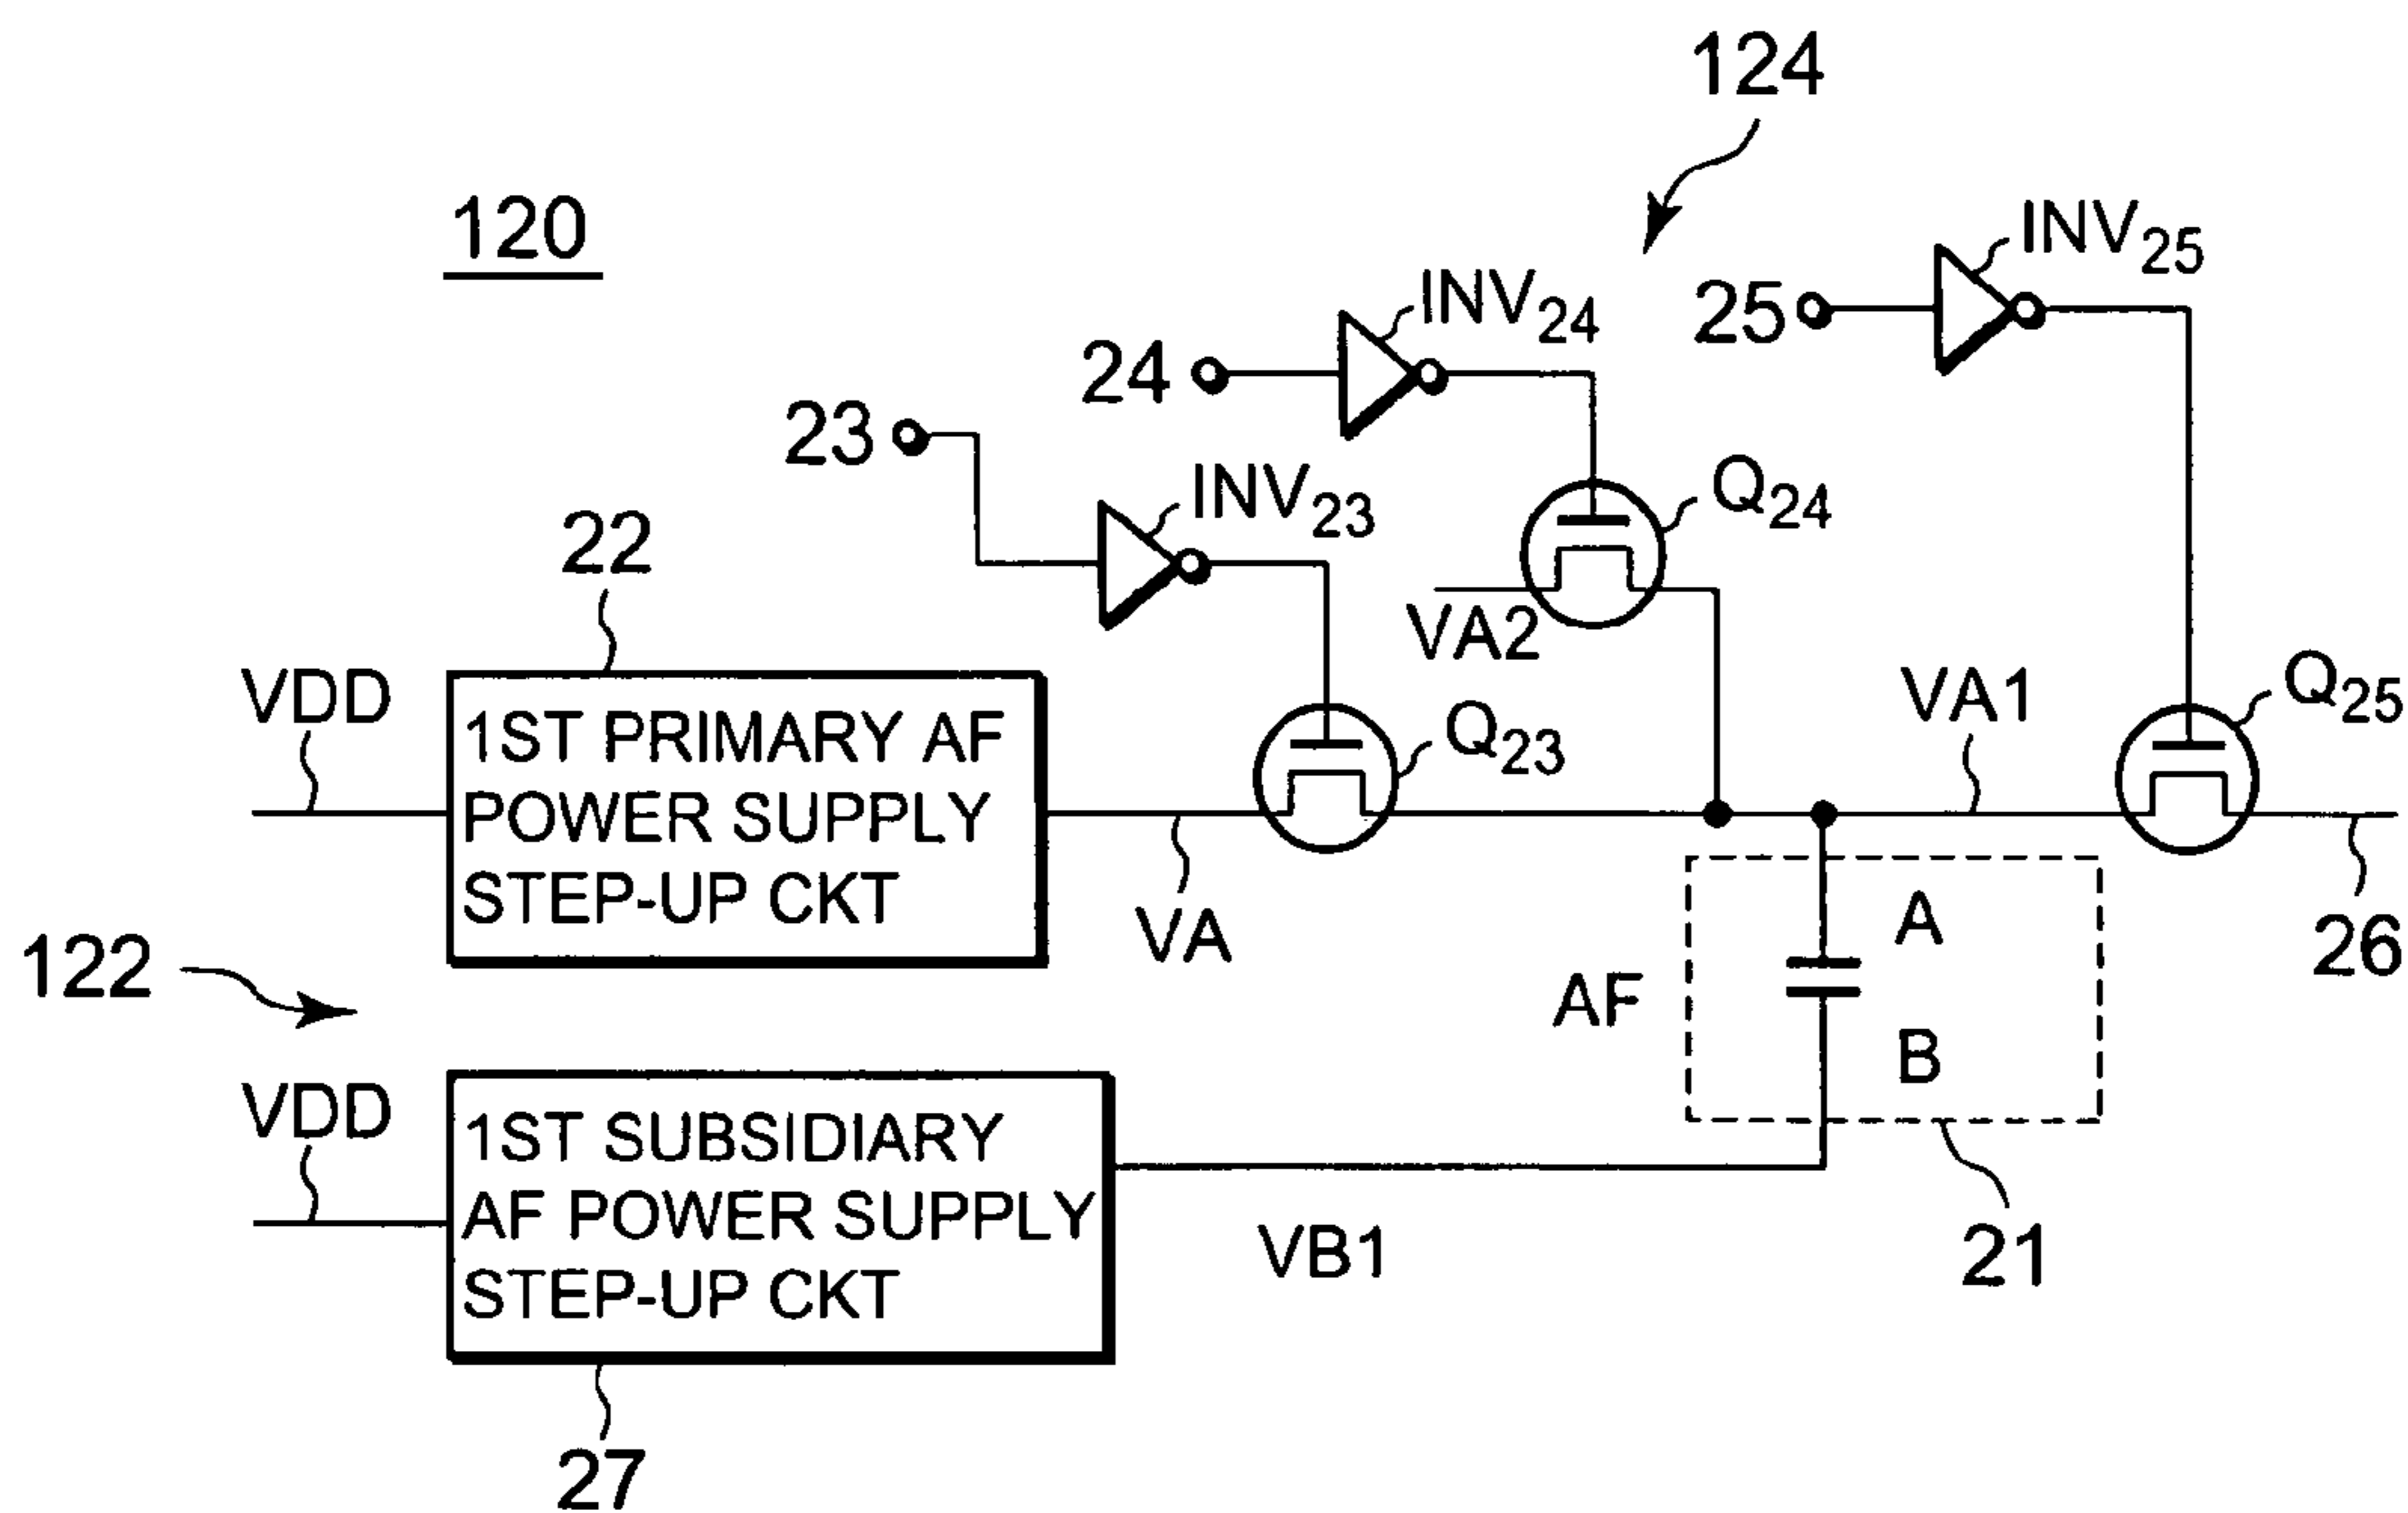 124
120
INV25
25
INV24
24
23
INV23
Q24
22
VA2
VDD
VA1
Q25
1ST PRIMARY AF
POWER SUPPLY
STEP-UP CKT
Q23
VA
A
26
122
AF
B
VDD
1ST SUBSIDIARY
AF POWER SUPPLY
STEP-UP CKT
VB1
21
27